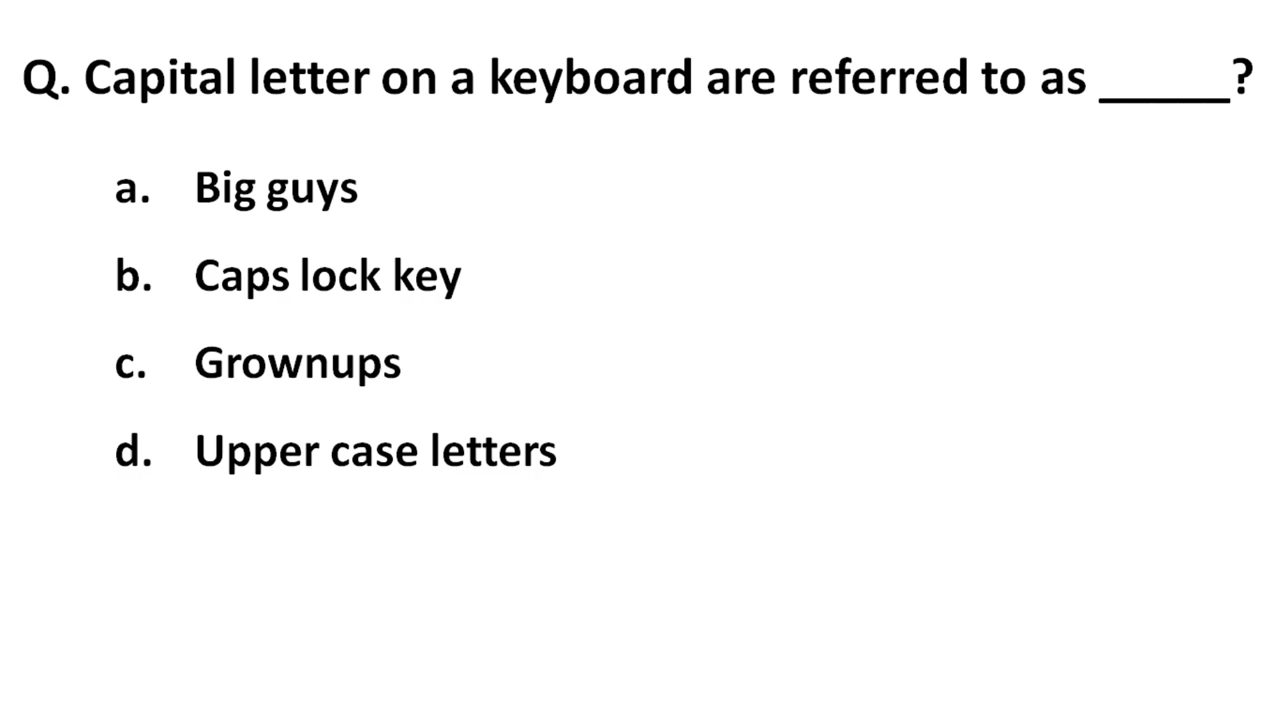 Q. Capital letter on a keyboard are referred to as _____?
a. Big guys
b. Caps lock key
c. Grownups
d. Upper case letters